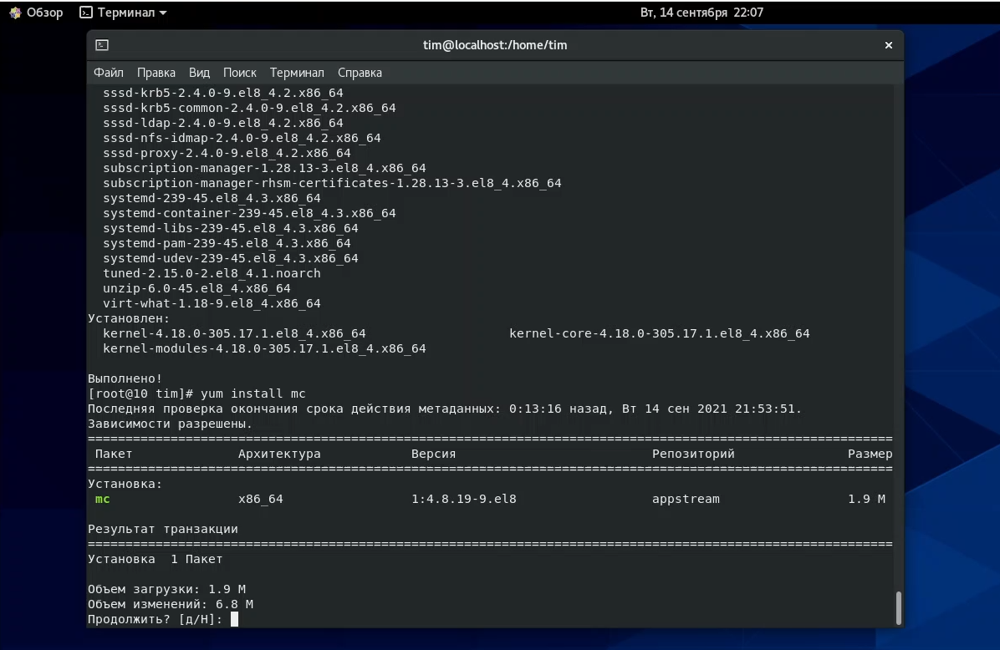 Обзор Терминал Вт, 14 сентября 22:07
tim@localhost:/home/tim
Файл Правка Вид Поиск Терминал Справка
sssd-krb5-2.4.0-9.el8_4.2.x86_64
sssd-krb5-common-2.4.0-9.el8_4.2.x86_64
sssd-ldap-2.4.0-9.el8_4.2.x86_64
sssd-nfs-idmap-2.4.0-9.el8_4.2.x86_64
sssd-proxy-2.4.0-9.el8_4.2.x86_64
subscription-manager-1.28.13-3.el8_4.x86_64
subscription-manager-rhsm-certificates-1.28.13-3.el8_4.x86_64
systemd-239-45.el8_4.3.x86_64
systemd-container-239-45.el8_4.3.x86_64
systemd-libs-239-45.el8_4.3.x86_64
systemd-pam-239-45.el8_4.3.x86_64
systemd-udev-239-45.el8_4.3.x86_64
tuned-2.15.0-2.el8_4.1.noarch
unzip-6.0-45.el8_4.x86_64
virt-what-1.18-9.el8_4.x86_64
Установлен:
kernel-4.18.0-305.17.1.el8_4.x86_64 kernel-core-4.18.0-305.17.1.el8_4.x86_64
kernel-modules-4.18.0-305.17.1.el8_4.x86_64
Выполнено!
[root@10 tim]# yum install mc
Последняя проверка окончания срока действия метаданных: 0:13:16 назад, Вт 14 сен 2021 21:53:51.
Зависимости разрешены.
===========================================================================================================
Пакет Архитектура Версия Репозиторий Размер
===========================================================================================================
Установка:
mc x86_64 1:4.8.19-9.el8 appstream 1.9 M
Результат транзакции
===========================================================================================================
Установка 1 Пакет
Объем загрузки: 1.9 M
Объем изменений: 6.8 M
Продолжить? [д/Н]: